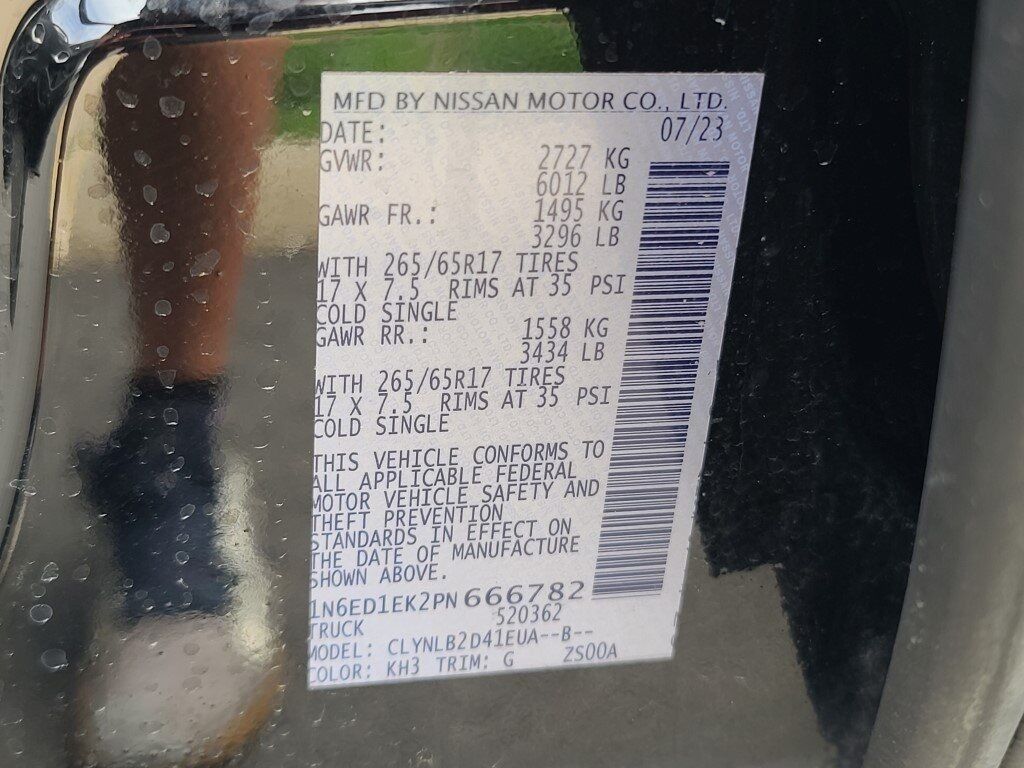 MFD BY NISSAN MOTOR CO., LTD.
DATE: 07/23
GVWR: 2727 KG
6012 LB
GAWR FR.: 1495 KG
3296 LB
WITH 265/65R17 TIRES
17 X 7.5 RIMS AT 35 PSI
COLD SINGLE
GAWR RR.: 1558 KG
3434 LB
WITH 265/65R17 TIRES
17 X 7.5 RIMS AT 35 PSI
COLD SINGLE
THIS VEHICLE CONFORMS TO
ALL APPLICABLE FEDERAL
MOTOR VEHICLE SAFETY AND
THEFT PREVENTION
STANDARDS IN EFFECT ON
THE DATE OF MANUFACTURE
SHOWN ABOVE.
1N6ED1EK2PN666782
520362
TRUCK
MODEL: CLYNLB2D41EUA--B--
COLOR: KH3 TRIM: G ZS00A